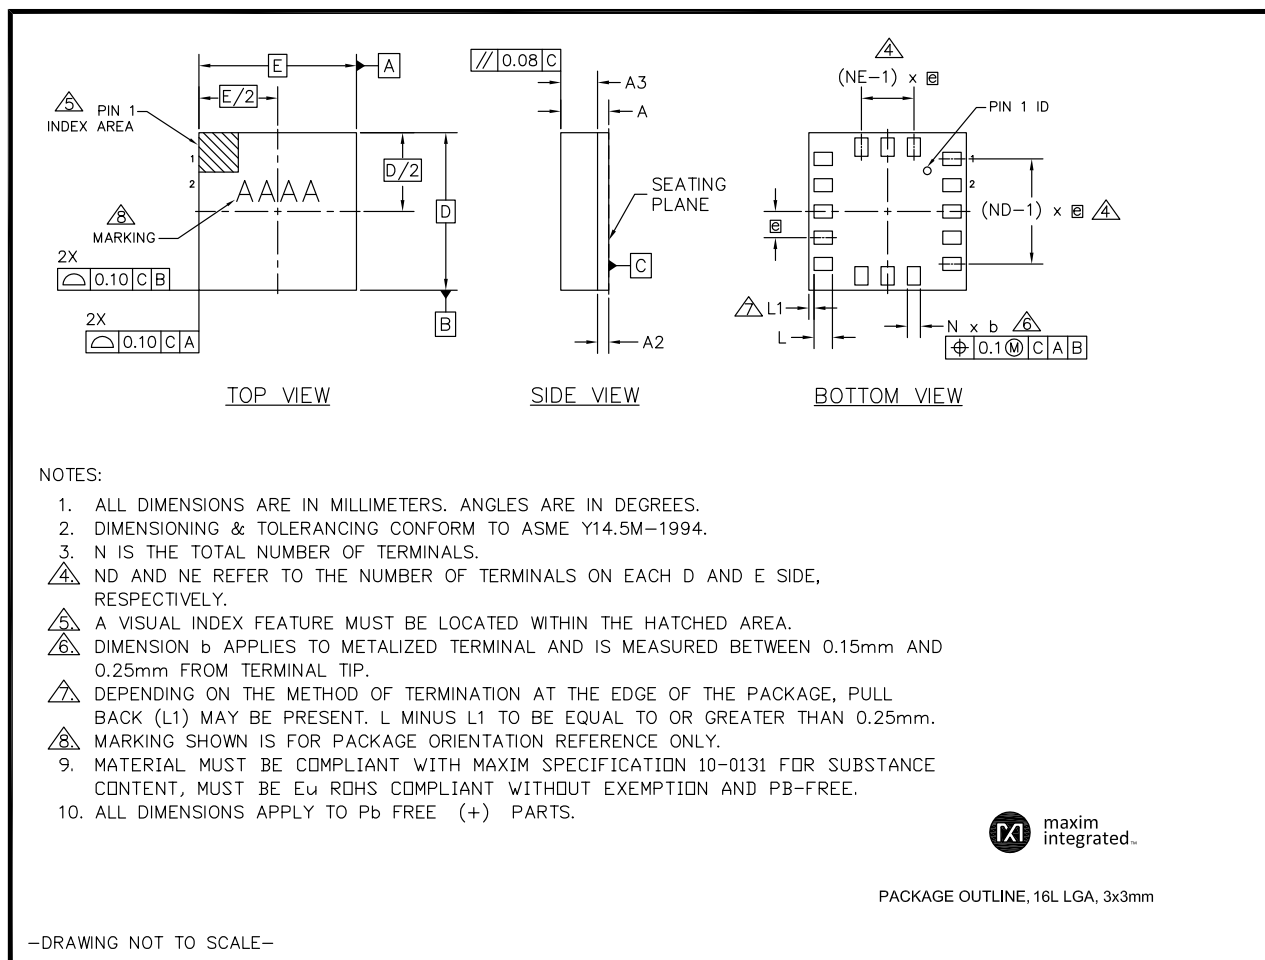 E
A
// 0.08 C
4
(NE-1) x e
A3
5 PIN 1
INDEX AREA
E/2
A
PIN 1 ID
1
2
D/2
AAAA
8
MARKING
D
SEATING
PLANE
1
2
e
(ND-1) x e 4
2X
0.10 C B
C
B
7 L1
N x b 6
2X
0.10 C A
A2
L
0.1 M C A B
TOP VIEW
SIDE VIEW
BOTTOM VIEW
NOTES:
1. ALL DIMENSIONS ARE IN MILLIMETERS. ANGLES ARE IN DEGREES.
2. DIMENSIONING & TOLERANCING CONFORM TO ASME Y14.5M-1994.
3. N IS THE TOTAL NUMBER OF TERMINALS.
4. ND AND NE REFER TO THE NUMBER OF TERMINALS ON EACH D AND E SIDE,
RESPECTIVELY.
5. A VISUAL INDEX FEATURE MUST BE LOCATED WITHIN THE HATCHED AREA.
6. DIMENSION b APPLIES TO METALIZED TERMINAL AND IS MEASURED BETWEEN 0.15mm AND
0.25mm FROM TERMINAL TIP.
7. DEPENDING ON THE METHOD OF TERMINATION AT THE EDGE OF THE PACKAGE, PULL
BACK (L1) MAY BE PRESENT. L MINUS L1 TO BE EQUAL TO OR GREATER THAN 0.25mm.
8. MARKING SHOWN IS FOR PACKAGE ORIENTATION REFERENCE ONLY.
9. MATERIAL MUST BE COMPLIANT WITH MAXIM SPECIFICATION 10-0131 FOR SUBSTANCE
CONTENT, MUST BE Eu ROHS COMPLIANT WITHOUT EXEMPTION AND PB-FREE.
10. ALL DIMENSIONS APPLY TO Pb FREE (+) PARTS.
maxim
integrated™
PACKAGE OUTLINE, 16L LGA, 3x3mm
-DRAWING NOT TO SCALE-